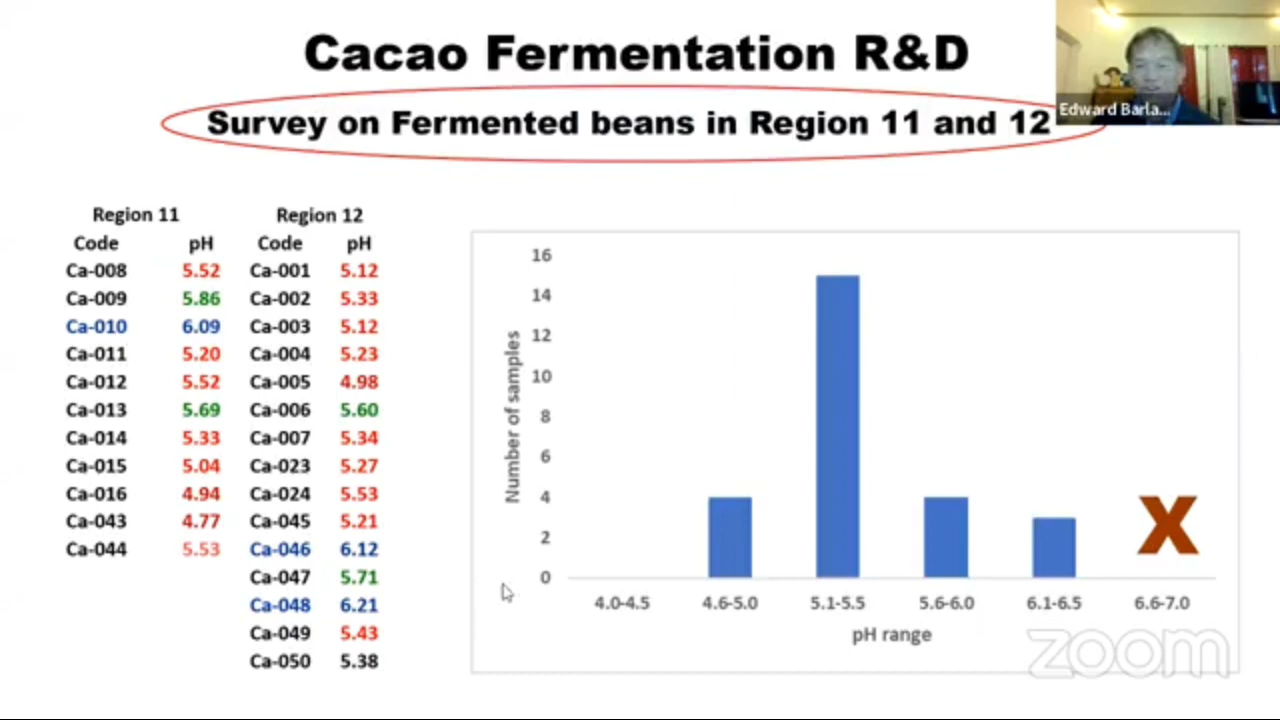 Cacao Fermentation R&D
Edward Barla...
Survey on Fermented beans in Region 11 and 12
Region 11 Region 12
Code pH Code pH
Ca-008 5.52 Ca-001 5.12
Ca-009 5.86 Ca-002 5.33
Ca-010 6.09 Ca-003 5.12
Ca-011 5.20 Ca-004 5.23
Ca-012 5.52 Ca-005 4.98
Ca-013 5.69 Ca-006 5.60
Ca-014 5.33 Ca-007 5.34
Ca-015 5.04 Ca-023 5.27
Ca-016 4.94 Ca-024 5.53
Ca-043 4.77 Ca-045 5.21
Ca-044 5.53 Ca-046 6.12
Ca-047 5.71
Ca-048 6.21
Ca-049 5.43
Ca-050 5.38
Number of samples
16
14
12
10
8
6
4
2
0
X
4.0-4.5 4.6-5.0 5.1-5.5 5.6-6.0 6.1-6.5 6.6-7.0
pH range
zoom